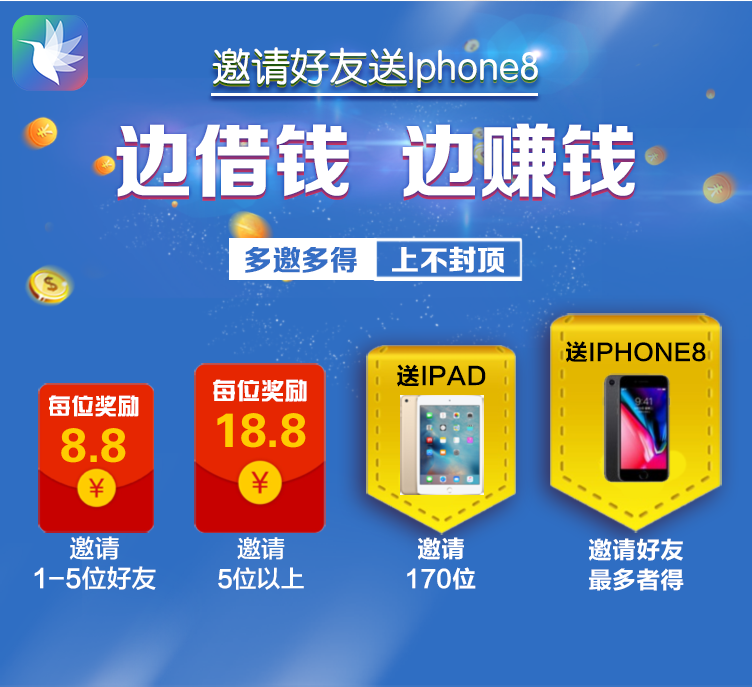 邀请好友送Iphone8
边借钱 边赚钱
多邀多得 上不封顶
每位奖励
8.8
¥
邀请
1-5位好友
每位奖励
18.8
¥
邀请
5位以上
送IPAD
邀请
170位
送IPHONE8
9:41
邀请好友
最多者得